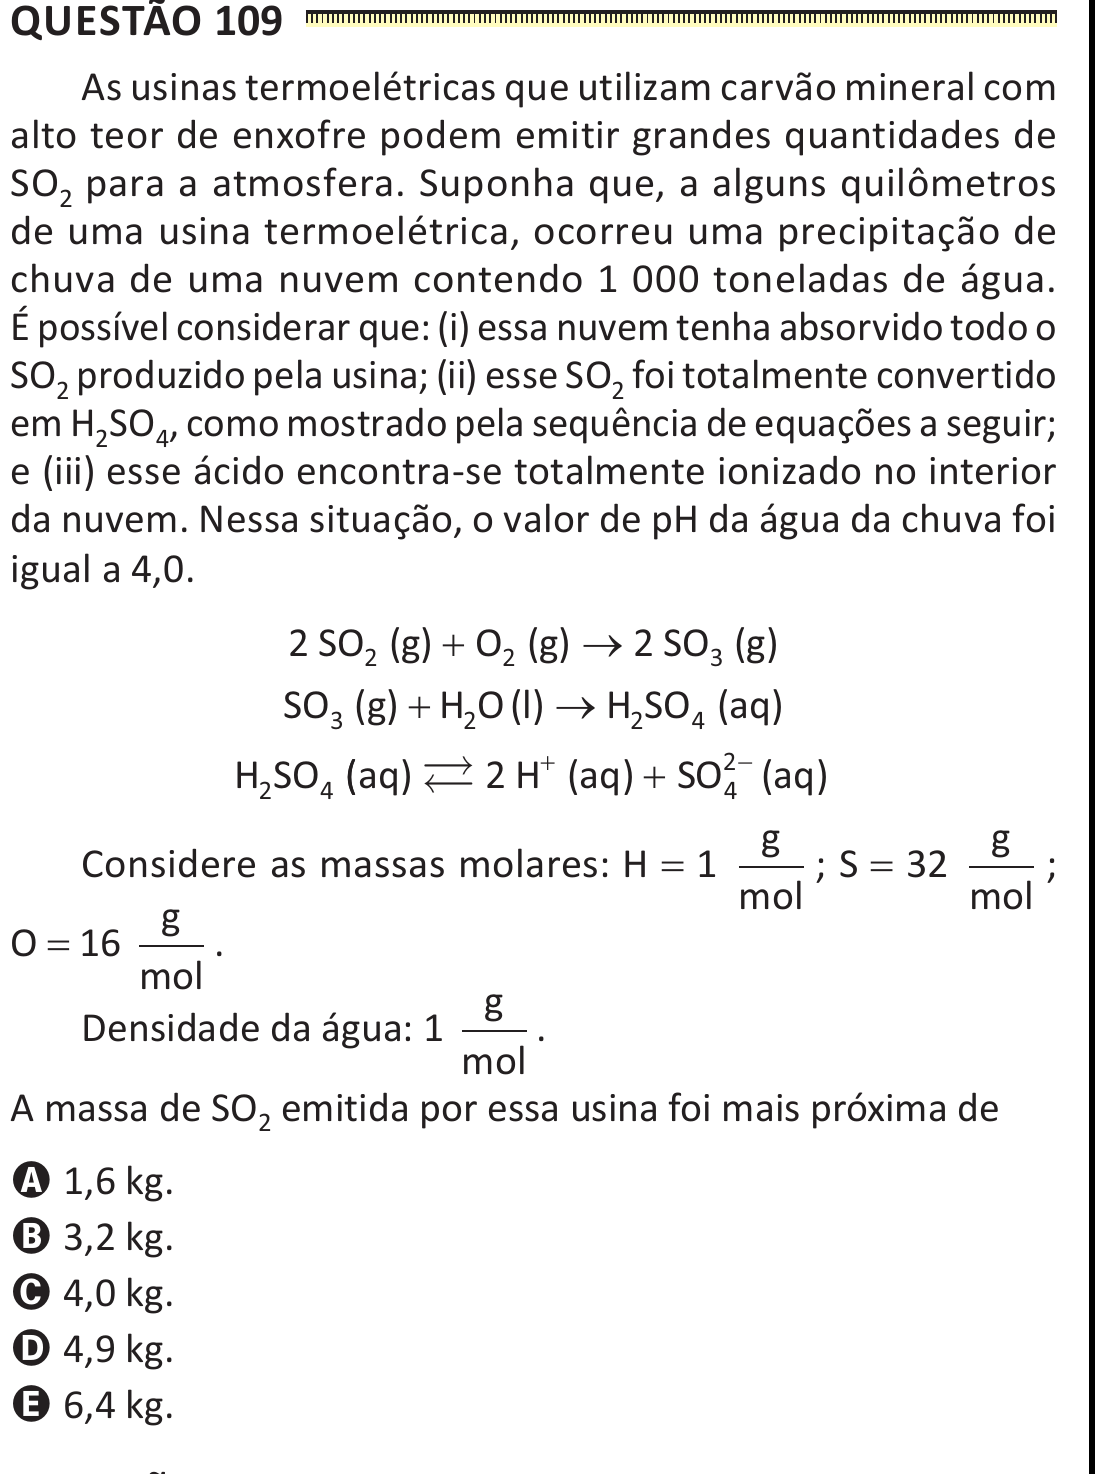 QUESTÃO 109
As usinas termoelétricas que utilizam carvão mineral com
alto teor de enxofre podem emitir grandes quantidades de
SO₂ para a atmosfera. Suponha que, a alguns quilômetros
de uma usina termoelétrica, ocorreu uma precipitação de
chuva de uma nuvem contendo 1 000 toneladas de água.
É possível considerar que: (i) essa nuvem tenha absorvido todo o
SO₂ produzido pela usina; (ii) esse SO₂ foi totalmente convertido
em H₂SO₄, como mostrado pela sequência de equações a seguir;
e (iii) esse ácido encontra-se totalmente ionizado no interior
da nuvem. Nessa situação, o valor de pH da água da chuva foi
igual a 4,0.
2 SO₂ (g) + O₂ (g) → 2 SO₃ (g)
SO₃ (g) + H₂O (l) → H₂SO₄ (aq)
H₂SO₄ (aq) ⇄ 2 H⁺ (aq) + SO₄²⁻ (aq)
Considere as massas molares: H = 1 g/mol ; S = 32 g/mol ;
O = 16 g/mol .
Densidade da água: 1 g/mol .
A massa de SO₂ emitida por essa usina foi mais próxima de
A 1,6 kg.
B 3,2 kg.
C 4,0 kg.
D 4,9 kg.
E 6,4 kg.